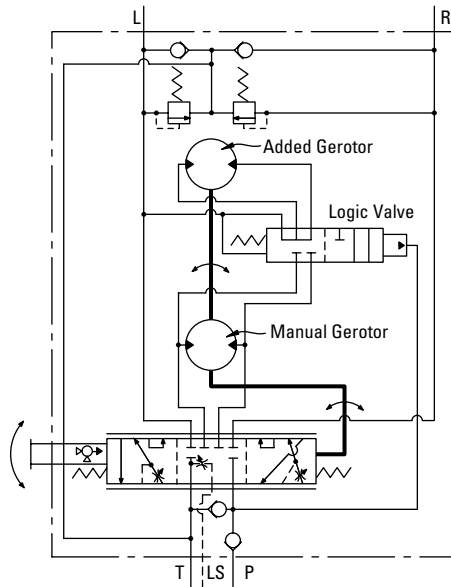 L
R
Added Gerotor
Logic Valve
Manual Gerotor
T
LS
P